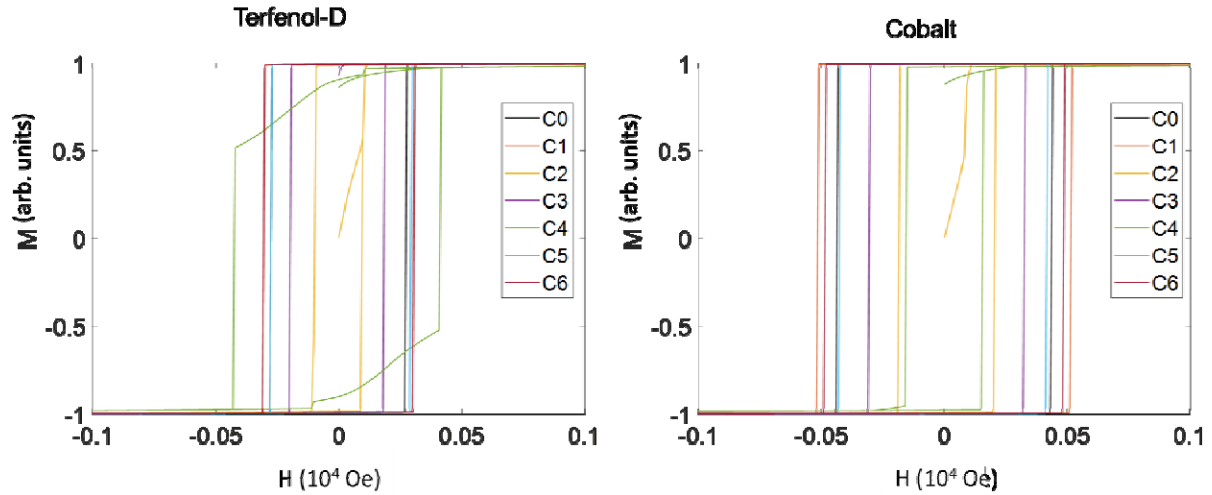 Terfenol-D
M (arb. units)
1
0.5
0
-0.5
-1
-0.1
-0.05
0
0.05
0.1
H (10⁴ Oe)
C0
C1
C2
C3
C4
C5
C6
Cobalt
M (arb. units)
1
0.5
0
-0.5
-1
-0.1
-0.05
0
0.05
0.1
H (10⁴ Oe)
C0
C1
C2
C3
C4
C5
C6